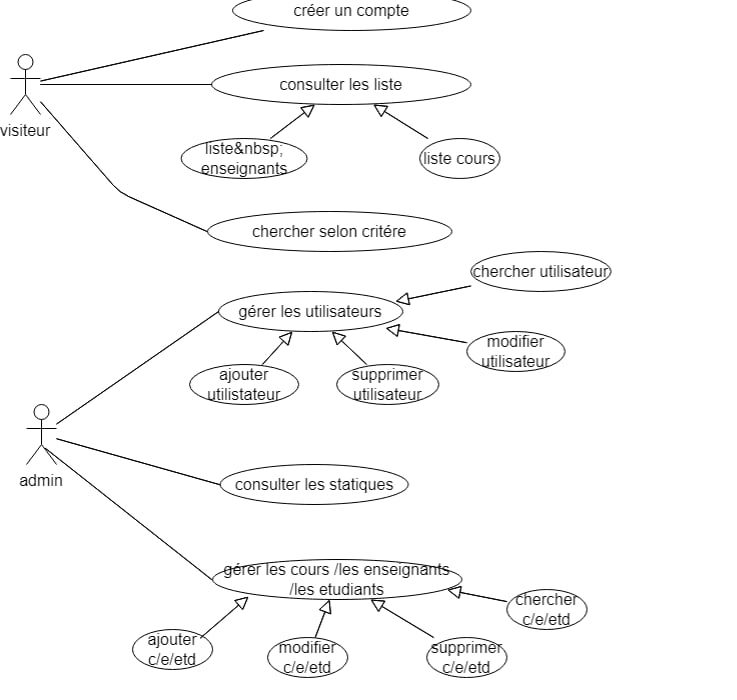 créer un compte
consulter les liste
visiteur
liste&nbsp;
enseignants
liste cours
chercher selon critére
chercher utilisateur
gérer les utilisateurs
modifier
utilisateur
ajouter
utilistateur
supprimer
utilisateur
admin
consulter les statiques
gérer les cours /les enseignants
/les etudiants
chercher
c/e/etd
ajouter
c/e/etd
modifier
c/e/etd
supprimer
c/e/etd